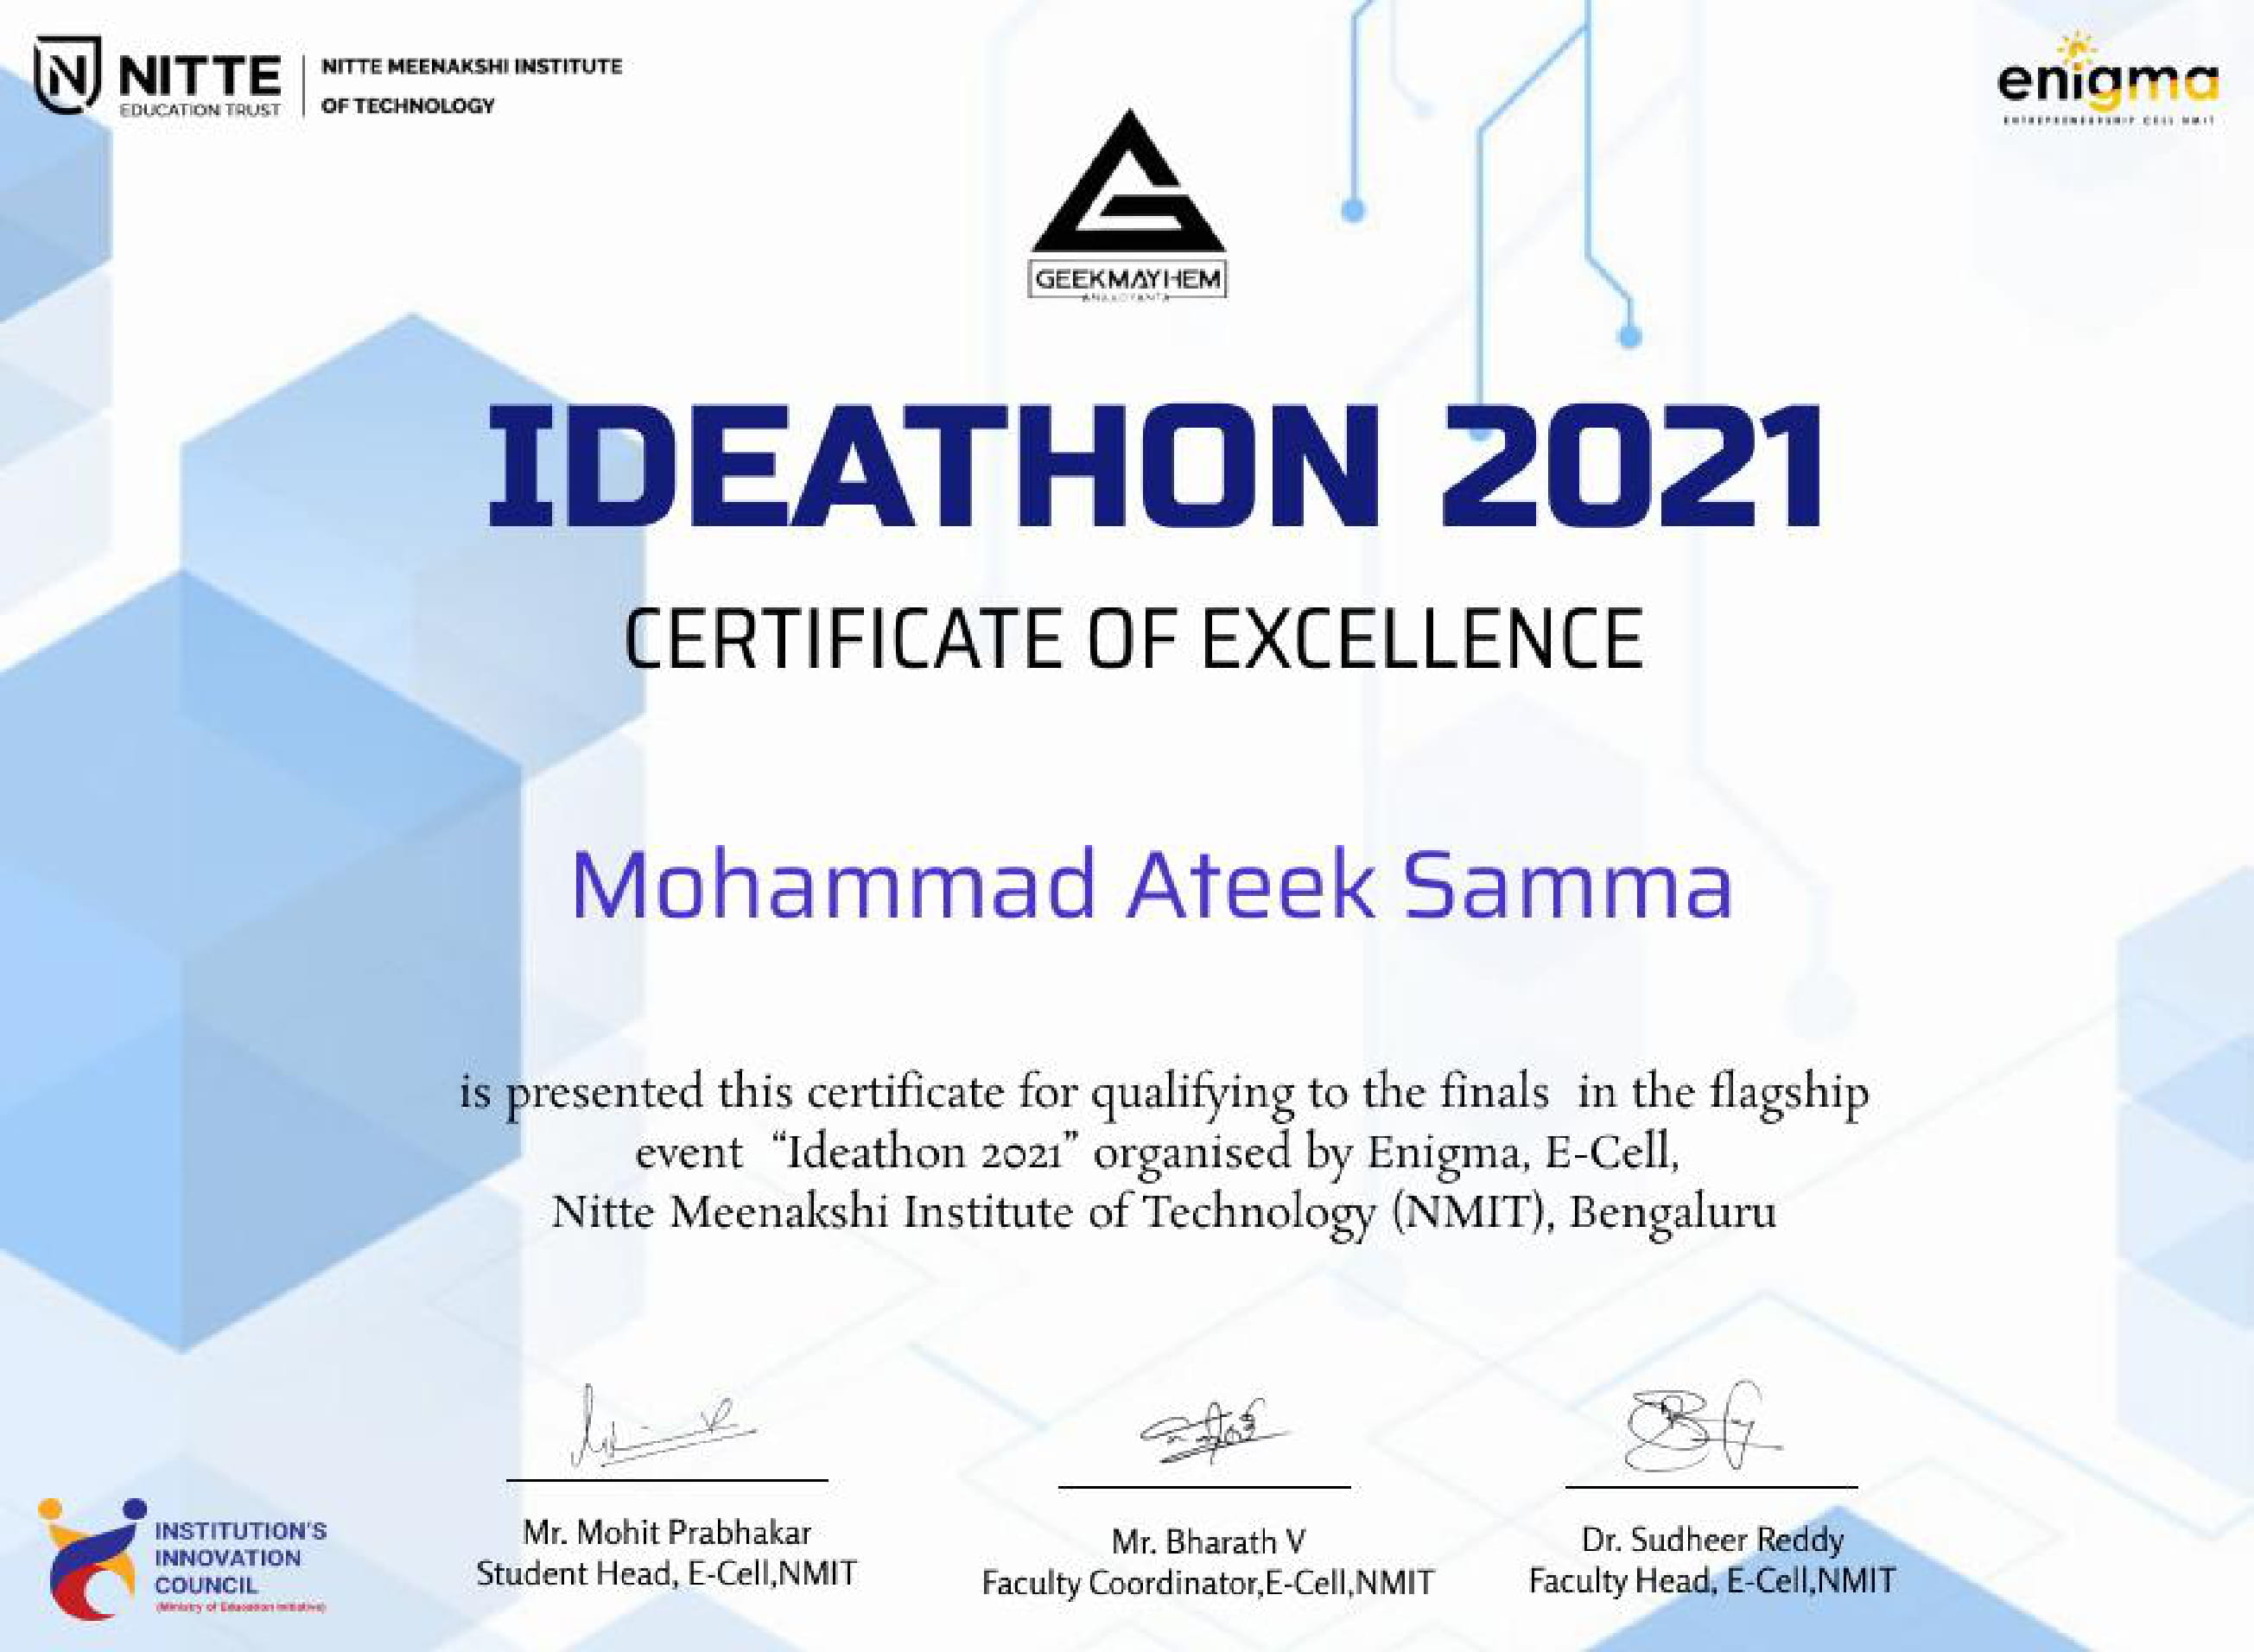 NITTE
EDUCATION TRUST
NITTE MEENAKSHI INSTITUTE
OF TECHNOLOGY
enigma
ENTREPRENEURSHIP CELL NMIT
GEEKMAYHEM
IDEATHON 2021
CERTIFICATE OF EXCELLENCE
Mohammad Ateek Samma
is presented this certificate for qualifying to the finals in the flagship
event “Ideathon 2021” organised by Enigma, E-Cell,
Nitte Meenakshi Institute of Technology (NMIT), Bengaluru
Mr. Mohit Prabhakar
Student Head, E-Cell,NMIT
Mr. Bharath V
Faculty Coordinator,E-Cell,NMIT
Dr. Sudheer Reddy
Faculty Head, E-Cell,NMIT
INSTITUTION'S
INNOVATION
COUNCIL
(Ministry of Education Initiative)